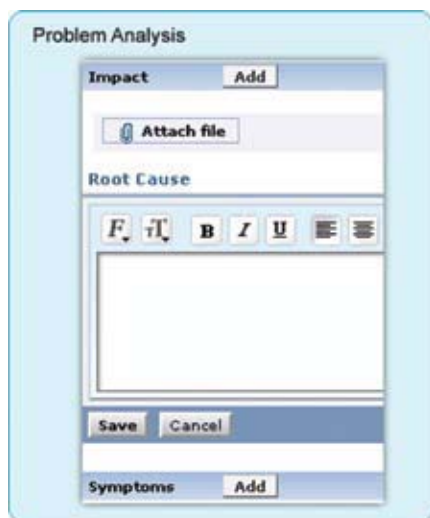 Problem Analysis
Impact Add
Attach file
Root Cause
F T B I U
Save Cancel
Symptoms Add